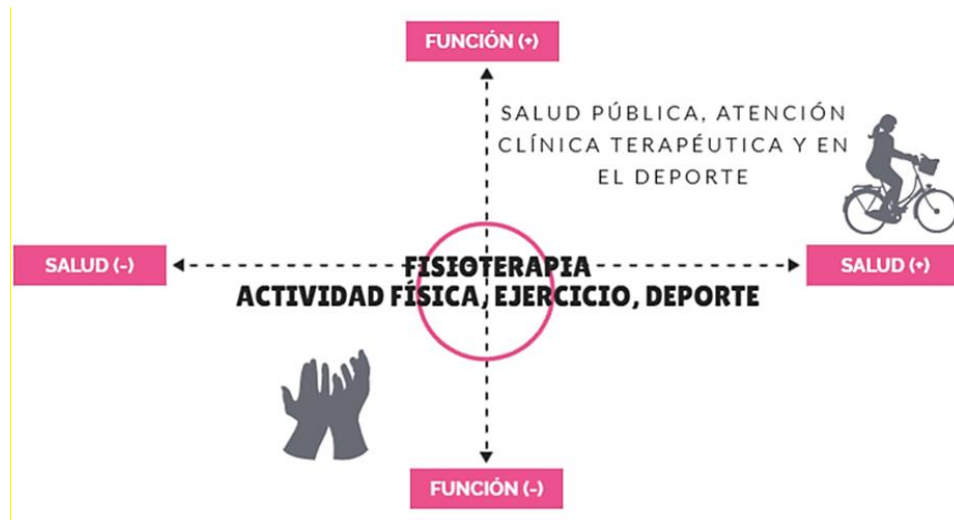 FUNCIÓN (+)
SALUD PÚBLICA, ATENCIÓN
CLÍNICA TERAPÉUTICA Y EN
EL DEPORTE
SALUD (-)
FISIOTERAPIA
SALUD (+)
ACTIVIDAD FÍSICA, EJERCICIO, DEPORTE
FUNCIÓN (-)